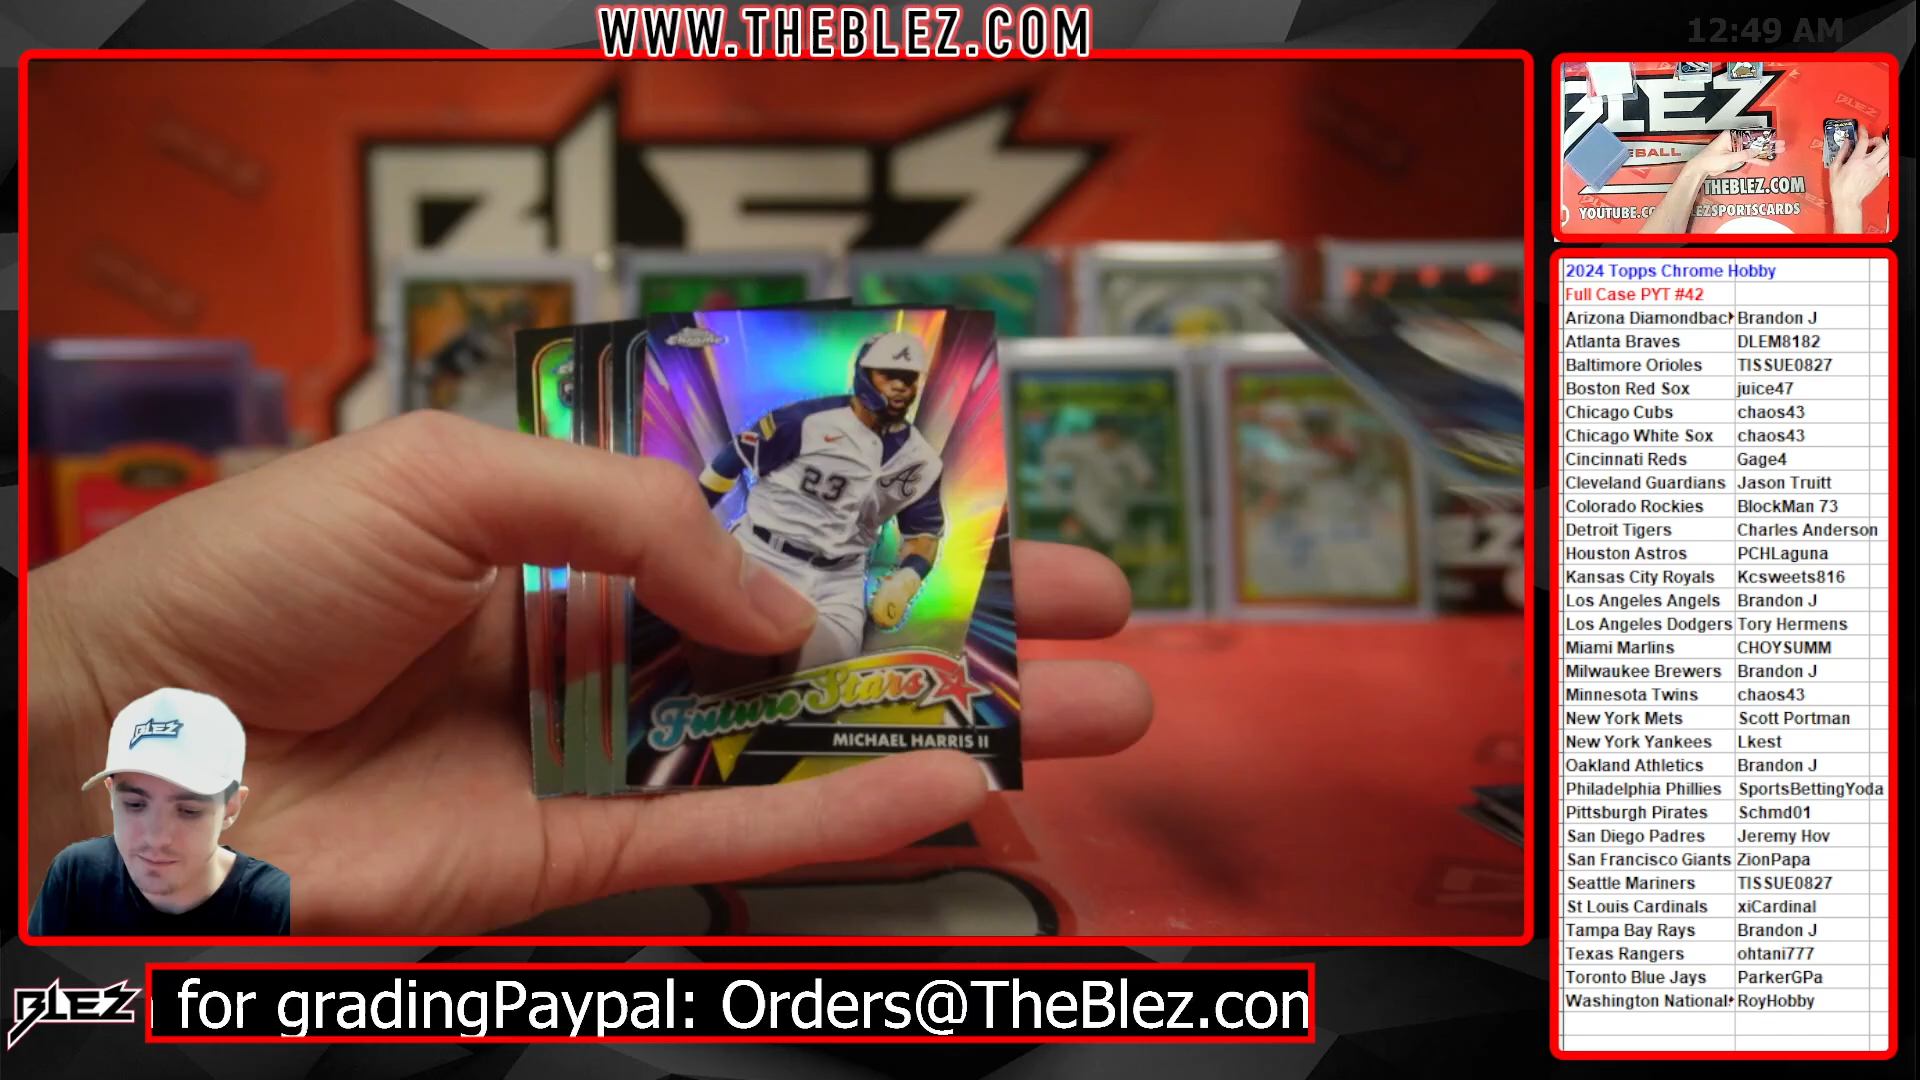 WWW.THEBLEZ.COM
12:49 AM
BLEZ
Chrome
A
23
A
Future Stars
MICHAEL HARRIS II
BLEZ
BLEZ
for gradingPaypal: Orders@TheBlez.com
BLEZ
BLEZ
THEBLEZ.COM
2024 Topps Chrome Hobby
Full Case PYT #42
Arizona Diamondbac Brandon J
Atlanta Braves DLEM8182
Baltimore Orioles TISSUE0827
Boston Red Sox juice47
Chicago Cubs chaos43
Chicago White Sox chaos43
Cincinnati Reds Gage4
Cleveland Guardians Jason Truitt
Colorado Rockies BlockMan 73
Detroit Tigers Charles Anderson
Houston Astros PCHLaguna
Kansas City Royals Kcsweets816
Los Angeles Angels Brandon J
Los Angeles Dodgers Tory Hermens
Miami Marlins CHOYSUMM
Milwaukee Brewers Brandon J
Minnesota Twins chaos43
New York Mets Scott Portman
New York Yankees Lkest
Oakland Athletics Brandon J
Philadelphia Phillies SportsBettingYoda
Pittsburgh Pirates Schmd01
San Diego Padres Jeremy Hov
San Francisco Giants ZionPapa
Seattle Mariners TISSUE0827
St Louis Cardinals xiCardinal
Tampa Bay Rays Brandon J
Texas Rangers ohtani777
Toronto Blue Jays ParkerGPa
Washington National RoyHobby